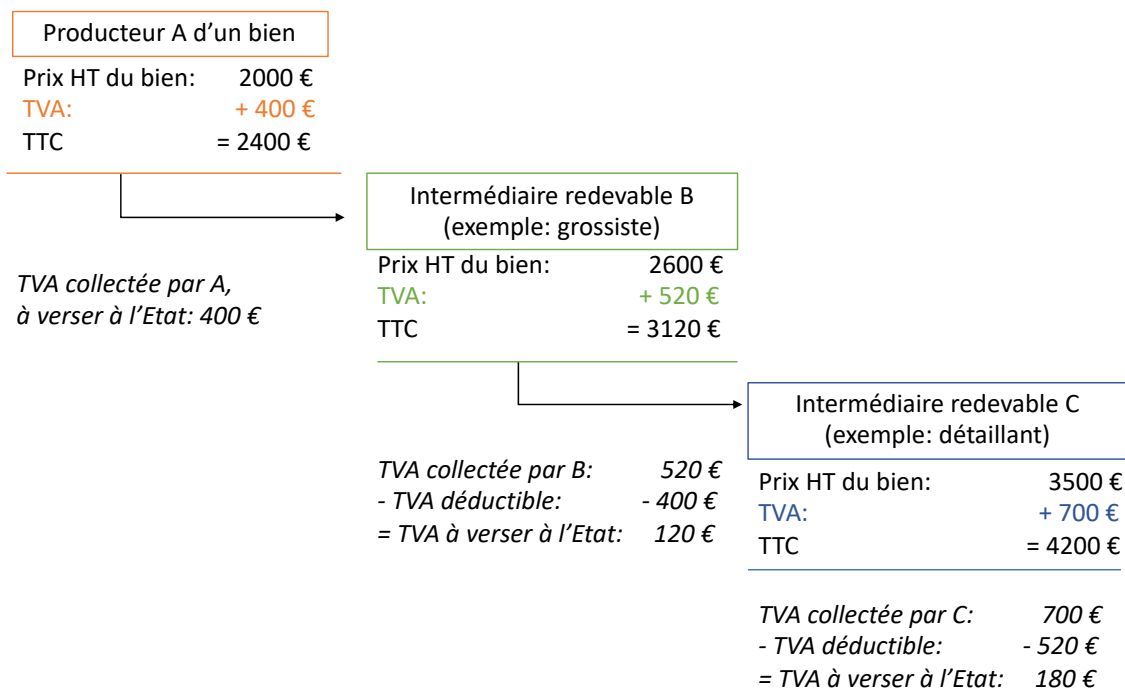 Producteur A d’un bien
Prix HT du bien: 2000 €
TVA: + 400 €
TTC = 2400 €
TVA collectée par A,
à verser à l’Etat: 400 €
Intermédiaire redevable B
(exemple: grossiste)
Prix HT du bien: 2600 €
TVA: + 520 €
TTC = 3120 €
TVA collectée par B: 520 €
- TVA déductible: - 400 €
= TVA à verser à l’Etat: 120 €
Intermédiaire redevable C
(exemple: détaillant)
Prix HT du bien: 3500 €
TVA: + 700 €
TTC = 4200 €
TVA collectée par C: 700 €
- TVA déductible: - 520 €
= TVA à verser à l’Etat: 180 €